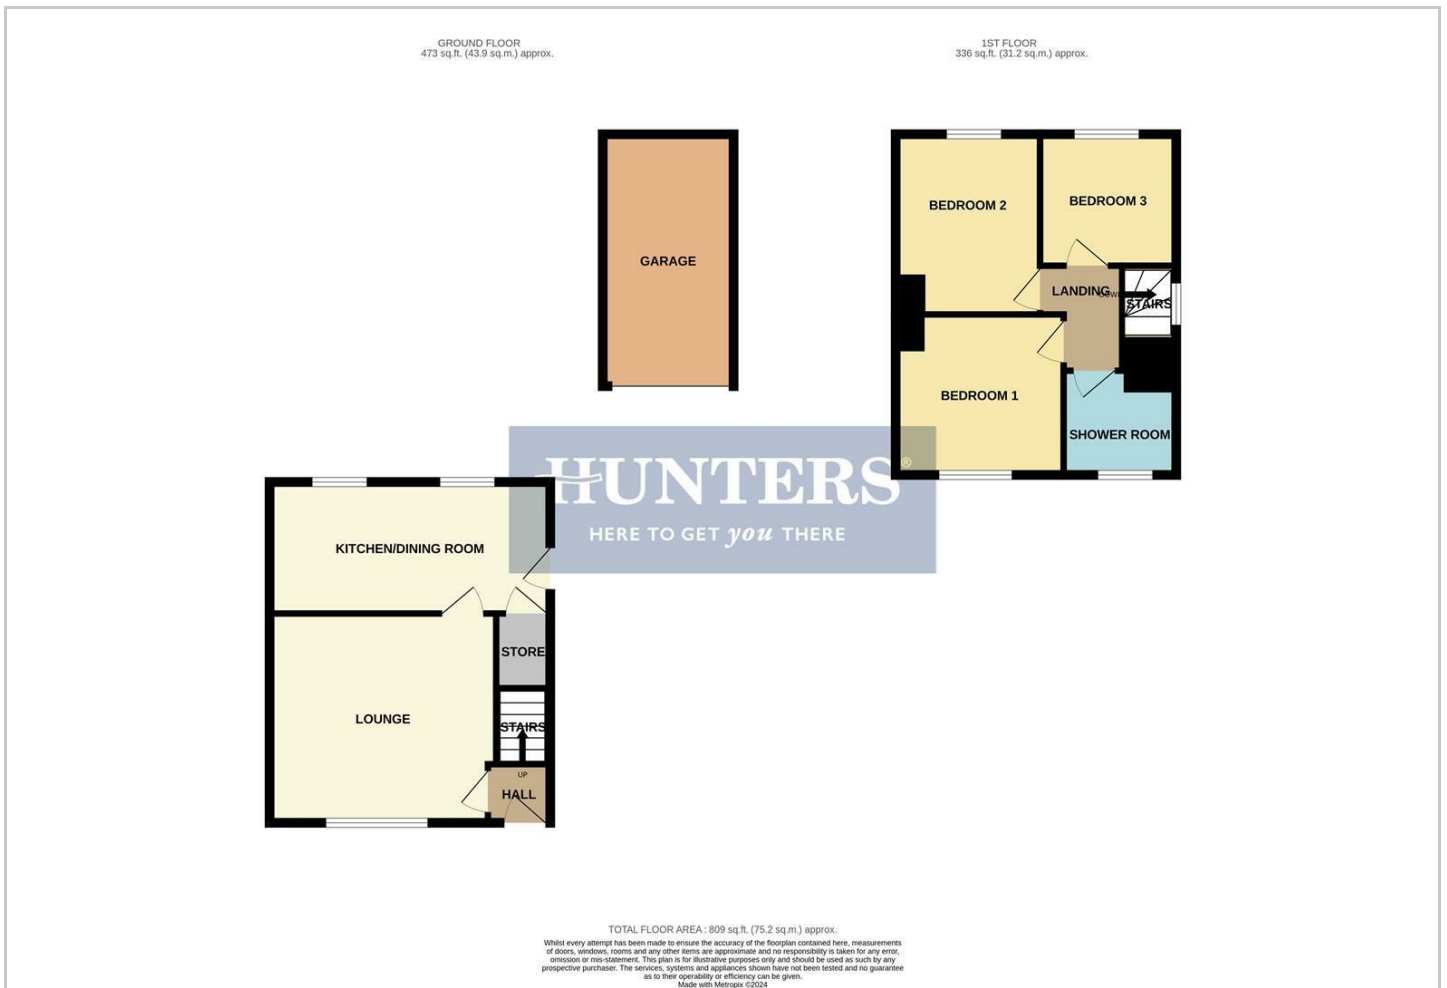 GROUND FLOOR
473 sq.ft. (43.9 sq.m.) approx.
1ST FLOOR
336 sq.ft. (31.2 sq.m.) approx.
GARAGE
BEDROOM 2
BEDROOM 3
LANDING
DOWN
STAIRS
BEDROOM 1
SHOWER ROOM
HUNTERS®
HERE TO GET you THERE
KITCHEN/DINING ROOM
STORE
LOUNGE
STAIRS
UP
HALL
TOTAL FLOOR AREA : 809 sq.ft. (75.2 sq.m.) approx.
Whilst every attempt has been made to ensure the accuracy of the floorplan contained here, measurements
of doors, windows, rooms and any other items are approximate and no responsibility is taken for any error,
omission or mis-statement. This plan is for illustrative purposes only and should be used as such by any
prospective purchaser. The services, systems and appliances shown have not been tested and no guarantee
as to their operability or efficiency can be given.
Made with Metropix ©2024